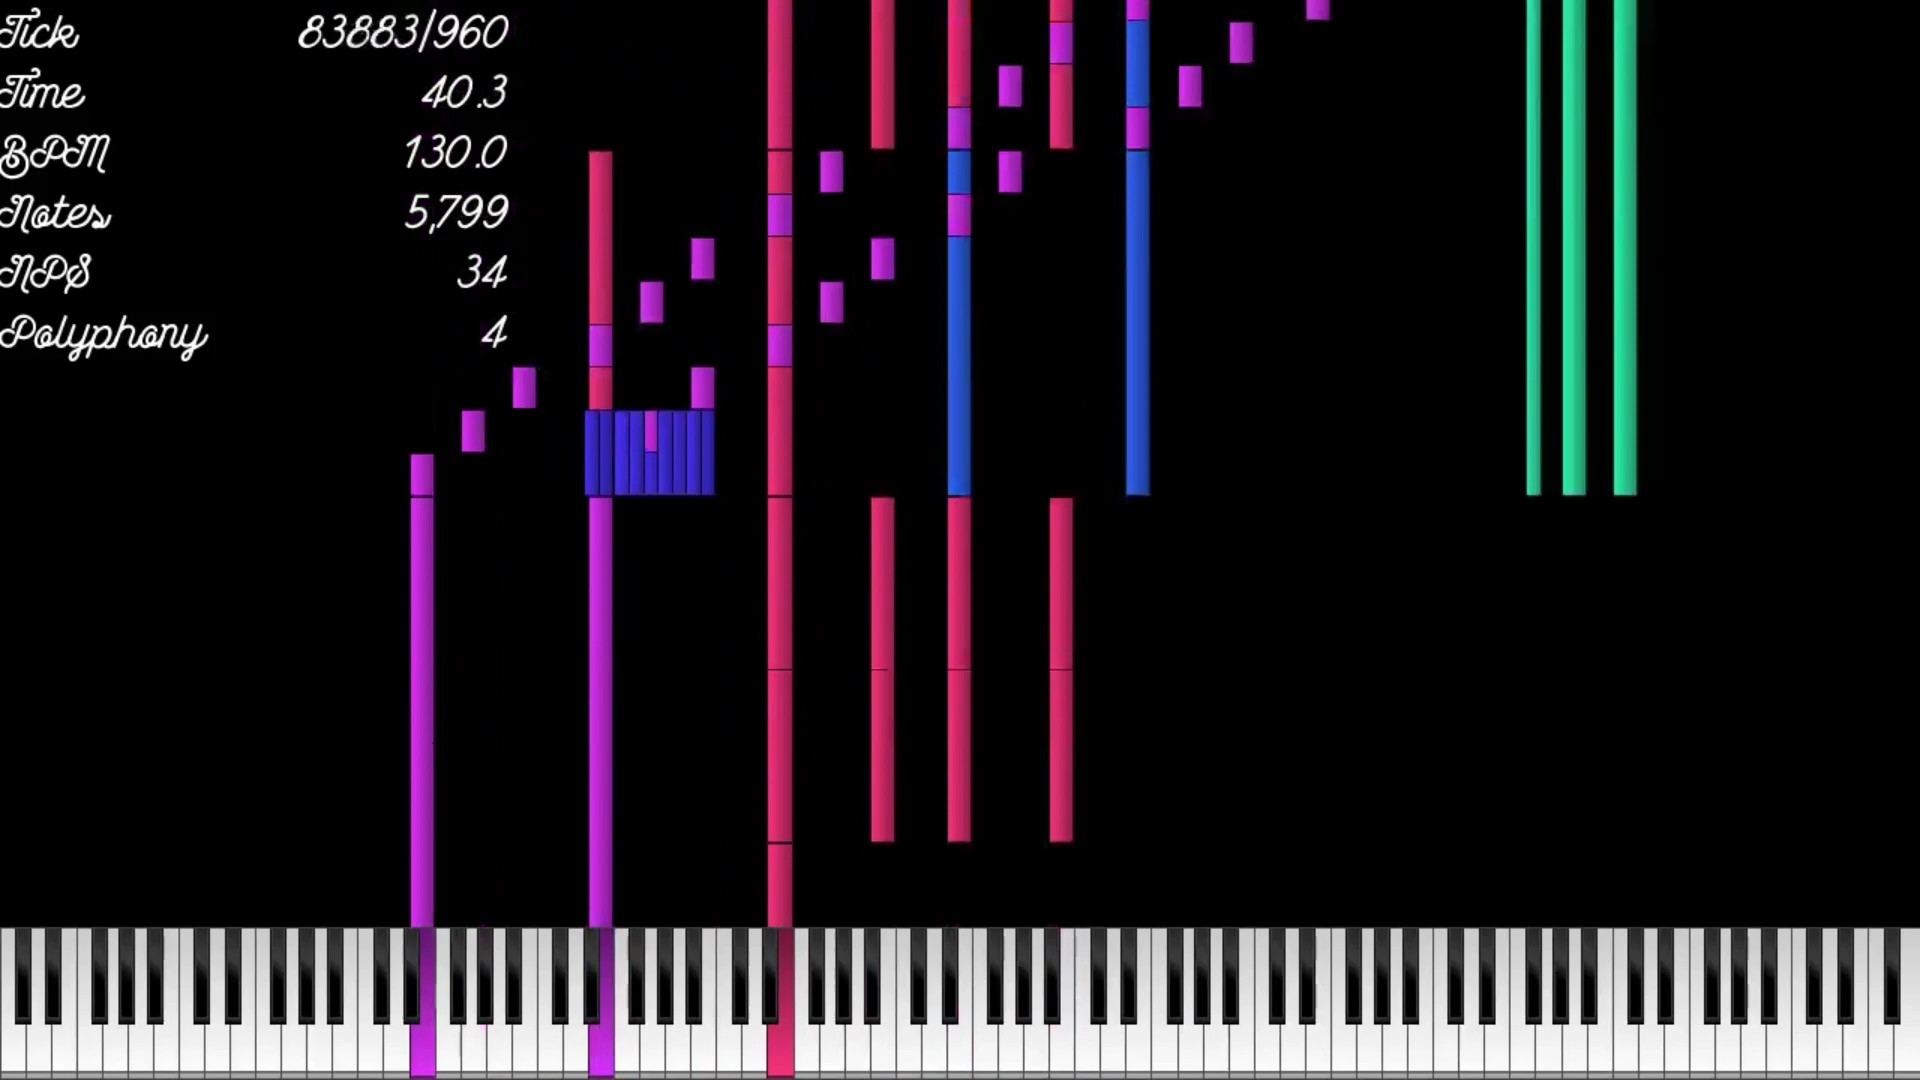 Tick 83883/960
Time 40.3
BPM 130.0
Notes 5,799
NPS 34
Polyphony 4